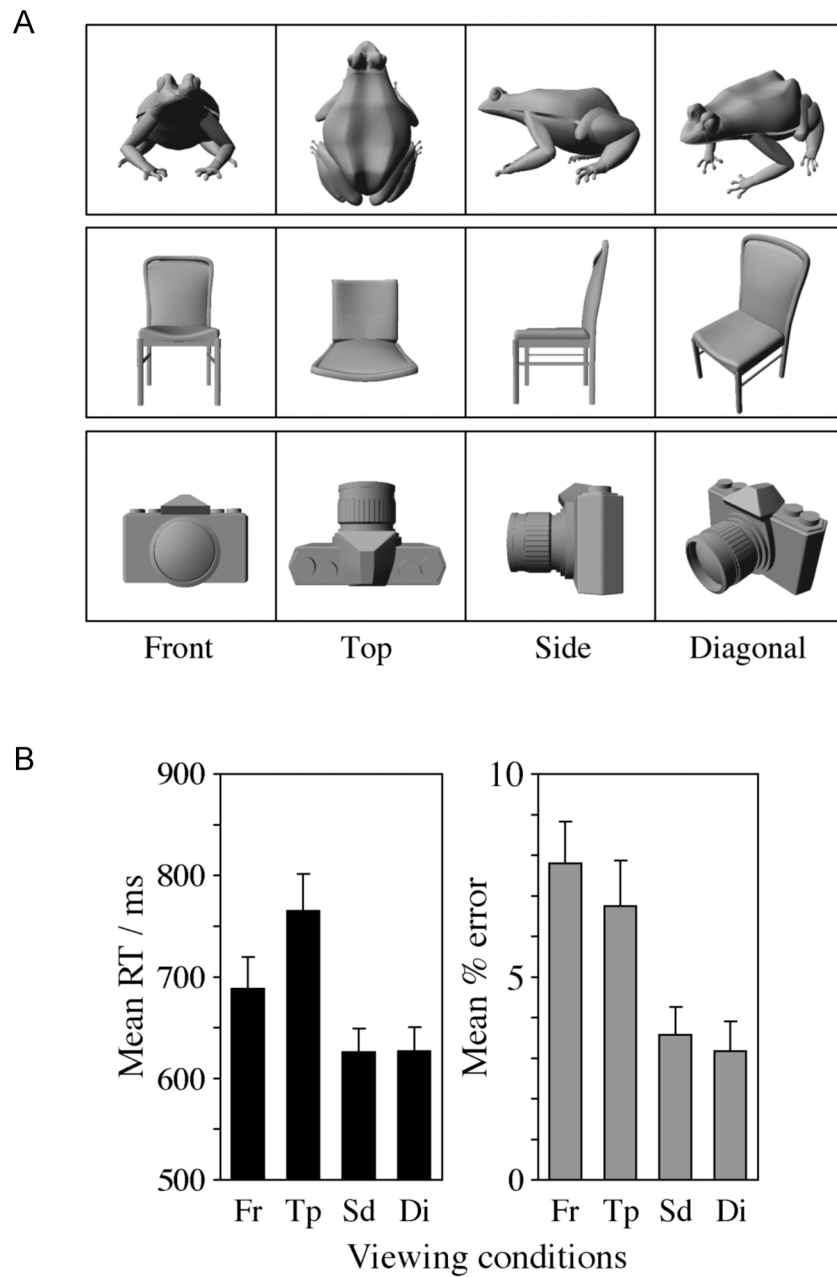 A
Front Top Side Diagonal
B
Mean RT / ms
900
800
700
600
500
Fr Tp Sd Di
Mean % error
10
5
0
Fr Tp Sd Di
Viewing conditions